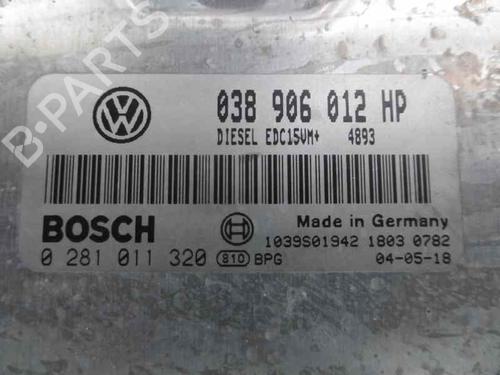 B-PARTS
038 906 012 HP
DIESEL EDC15VM+ 4893
BOSCH
Made in Germany
1039S01942 1803 0782
0 281 011 320 810 BPG 04-05-18